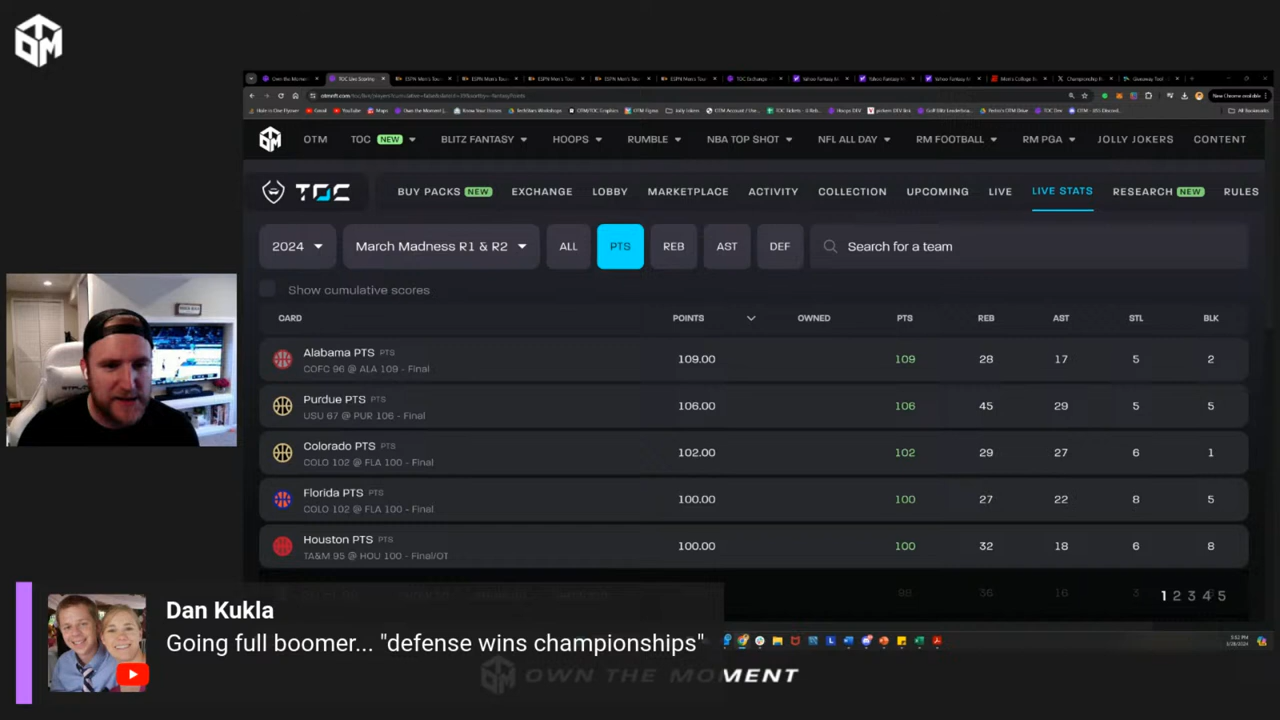 TOM
OTM TOC NEW BLITZ FANTASY HOOPS RUMBLE NBA TOP SHOT NFL ALL DAY RM FOOTBALL RM PGA JOLLY JOKERS CONTENT
TOC BUY PACKS NEW EXCHANGE LOBBY MARKETPLACE ACTIVITY COLLECTION UPCOMING LIVE LIVE STATS RESEARCH NEW RULES
2024 March Madness R1 & R2 ALL PTS REB AST DEF Search for a team
Show cumulative scores
CARD POINTS OWNED PTS REB AST STL BLK
Alabama PTS PTS 109.00 109 28 17 5 2
COFC 96 @ ALA 109 - Final
Purdue PTS PTS 106.00 106 45 29 5 5
USU 67 @ PUR 106 - Final
Colorado PTS PTS 102.00 102 29 27 6 1
COLO 102 @ FLA 100 - Final
Florida PTS PTS 100.00 100 27 22 8 5
COLO 102 @ FLA 100 - Final
Houston PTS PTS 100.00 100 32 18 6 8
TA&M 95 @ HOU 100 - Final/OT
98 36 16 3
1 2 3 4 5
Dan Kukla
Going full boomer... "defense wins championships"
OWN THE MOMENT